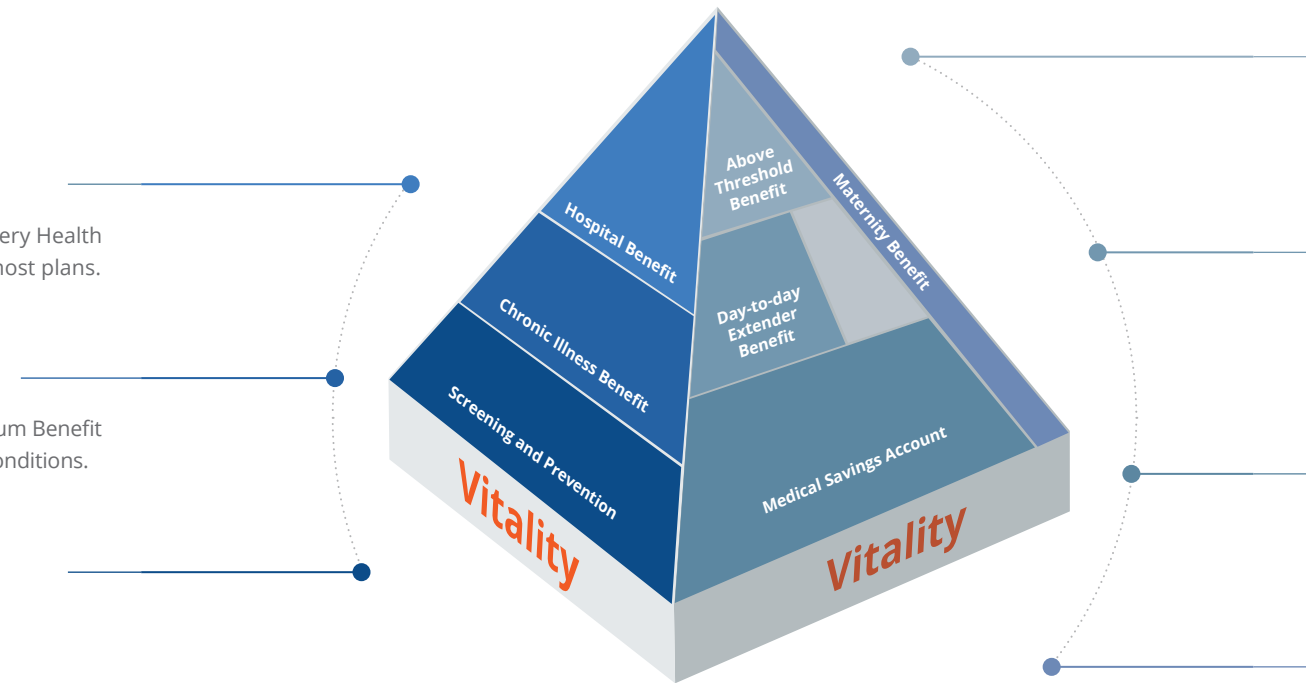 ery Health
most plans.
um Benefit
onditions.
Hospital Benefit
Chronic Illness Benefit
Screening and Prevention
Vitality
Above
Threshold
Benefit
Maternity Benefit
Day-to-day
Extender
Benefit
Medical Savings Account
Vitality